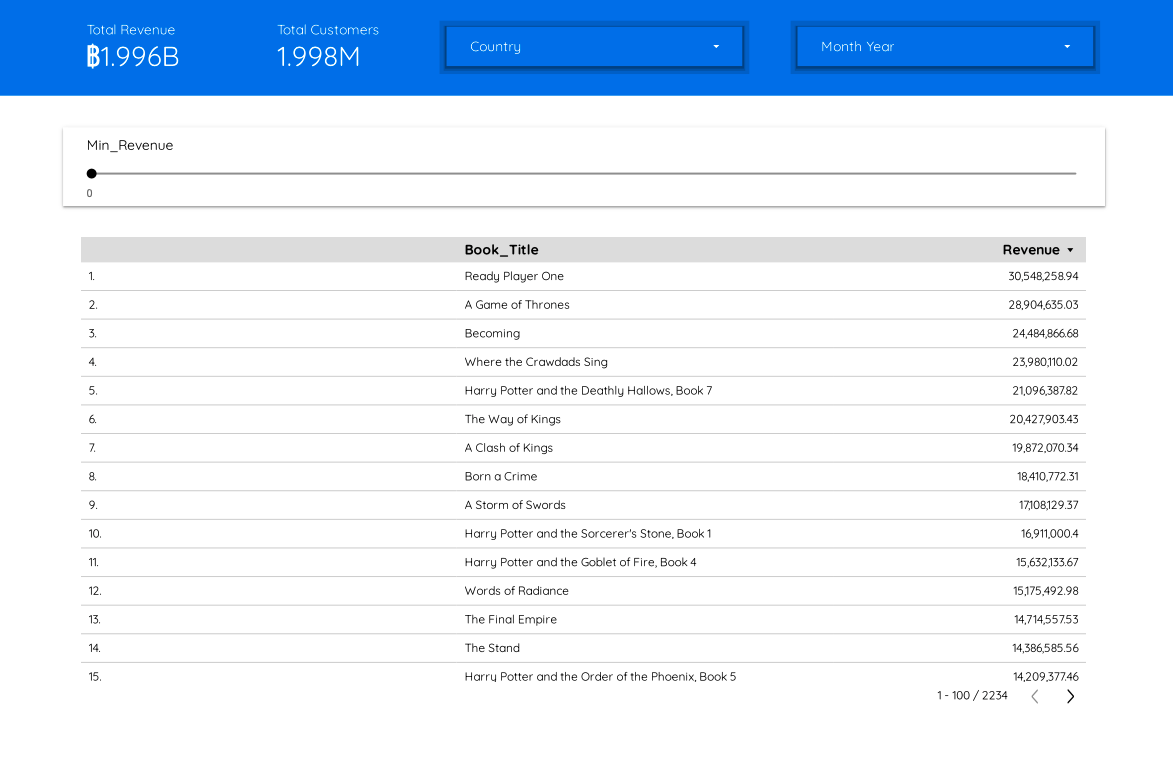 Total Revenue
฿1.996B
Total Customers
1.998M
Country
Month Year
Min_Revenue
0
Book_Title Revenue
1. Ready Player One 30,548,258.94
2. A Game of Thrones 28,904,635.03
3. Becoming 24,484,866.68
4. Where the Crawdads Sing 23,980,110.02
5. Harry Potter and the Deathly Hallows, Book 7 21,096,387.82
6. The Way of Kings 20,427,903.43
7. A Clash of Kings 19,872,070.34
8. Born a Crime 18,410,772.31
9. A Storm of Swords 17,108,129.37
10. Harry Potter and the Sorcerer's Stone, Book 1 16,911,000.4
11. Harry Potter and the Goblet of Fire, Book 4 15,632,133.67
12. Words of Radiance 15,175,492.98
13. The Final Empire 14,714,557.53
14. The Stand 14,386,585.56
15. Harry Potter and the Order of the Phoenix, Book 5 14,209,377.46
1 - 100 / 2234